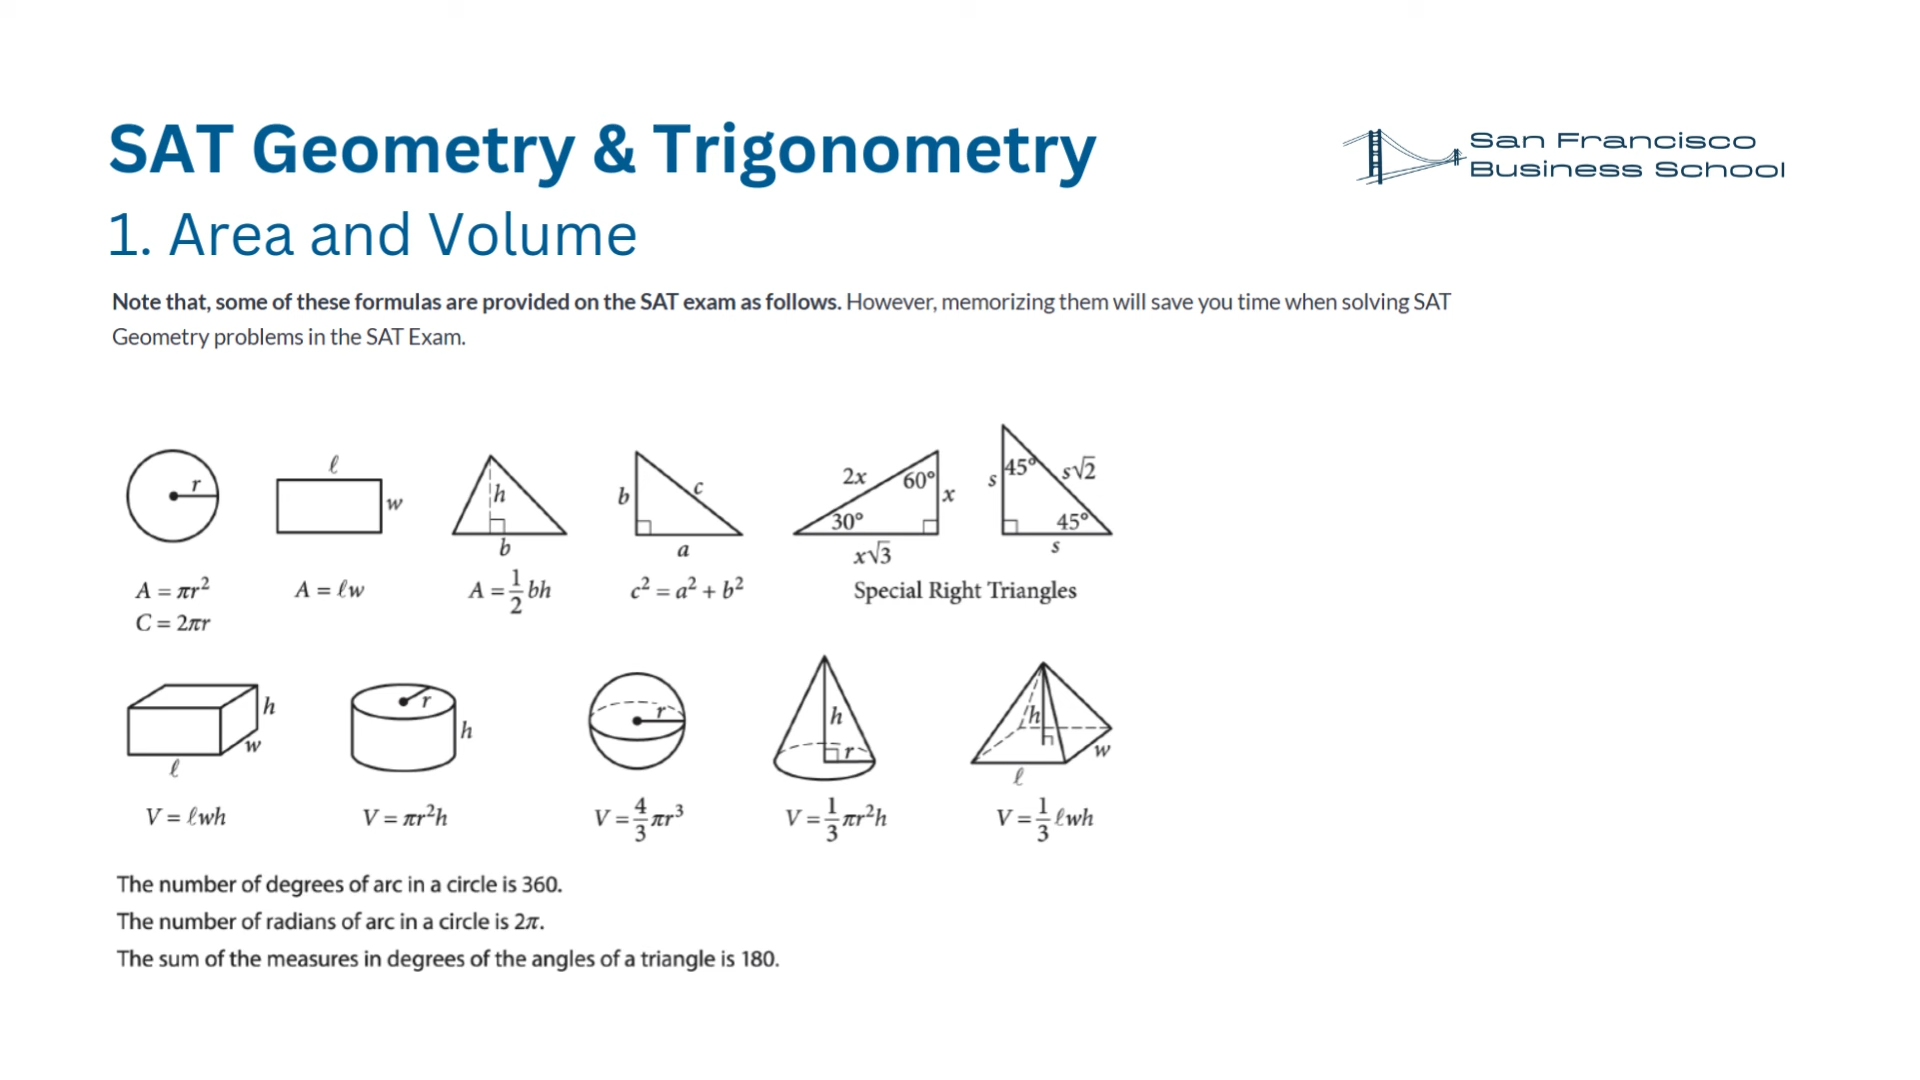 SAT Geometry & Trigonometry
San Francisco
Business School
1. Area and Volume
Note that, some of these formulas are provided on the SAT exam as follows. However, memorizing them will save you time when solving SAT
Geometry problems in the SAT Exam.
r
ℓ
w
h
b
b
c
a
2x
60°
x
30°
x√3
s
45°
s√2
45°
s
A = πr²
C = 2πr
A = ℓw
A = 1/2 bh
c² = a² + b²
Special Right Triangles
h
w
ℓ
r
h
r
h
r
h
w
ℓ
V = ℓwh
V = πr²h
V = 4/3 πr³
V = 1/3 πr²h
V = 1/3 ℓwh
The number of degrees of arc in a circle is 360.
The number of radians of arc in a circle is 2π.
The sum of the measures in degrees of the angles of a triangle is 180.